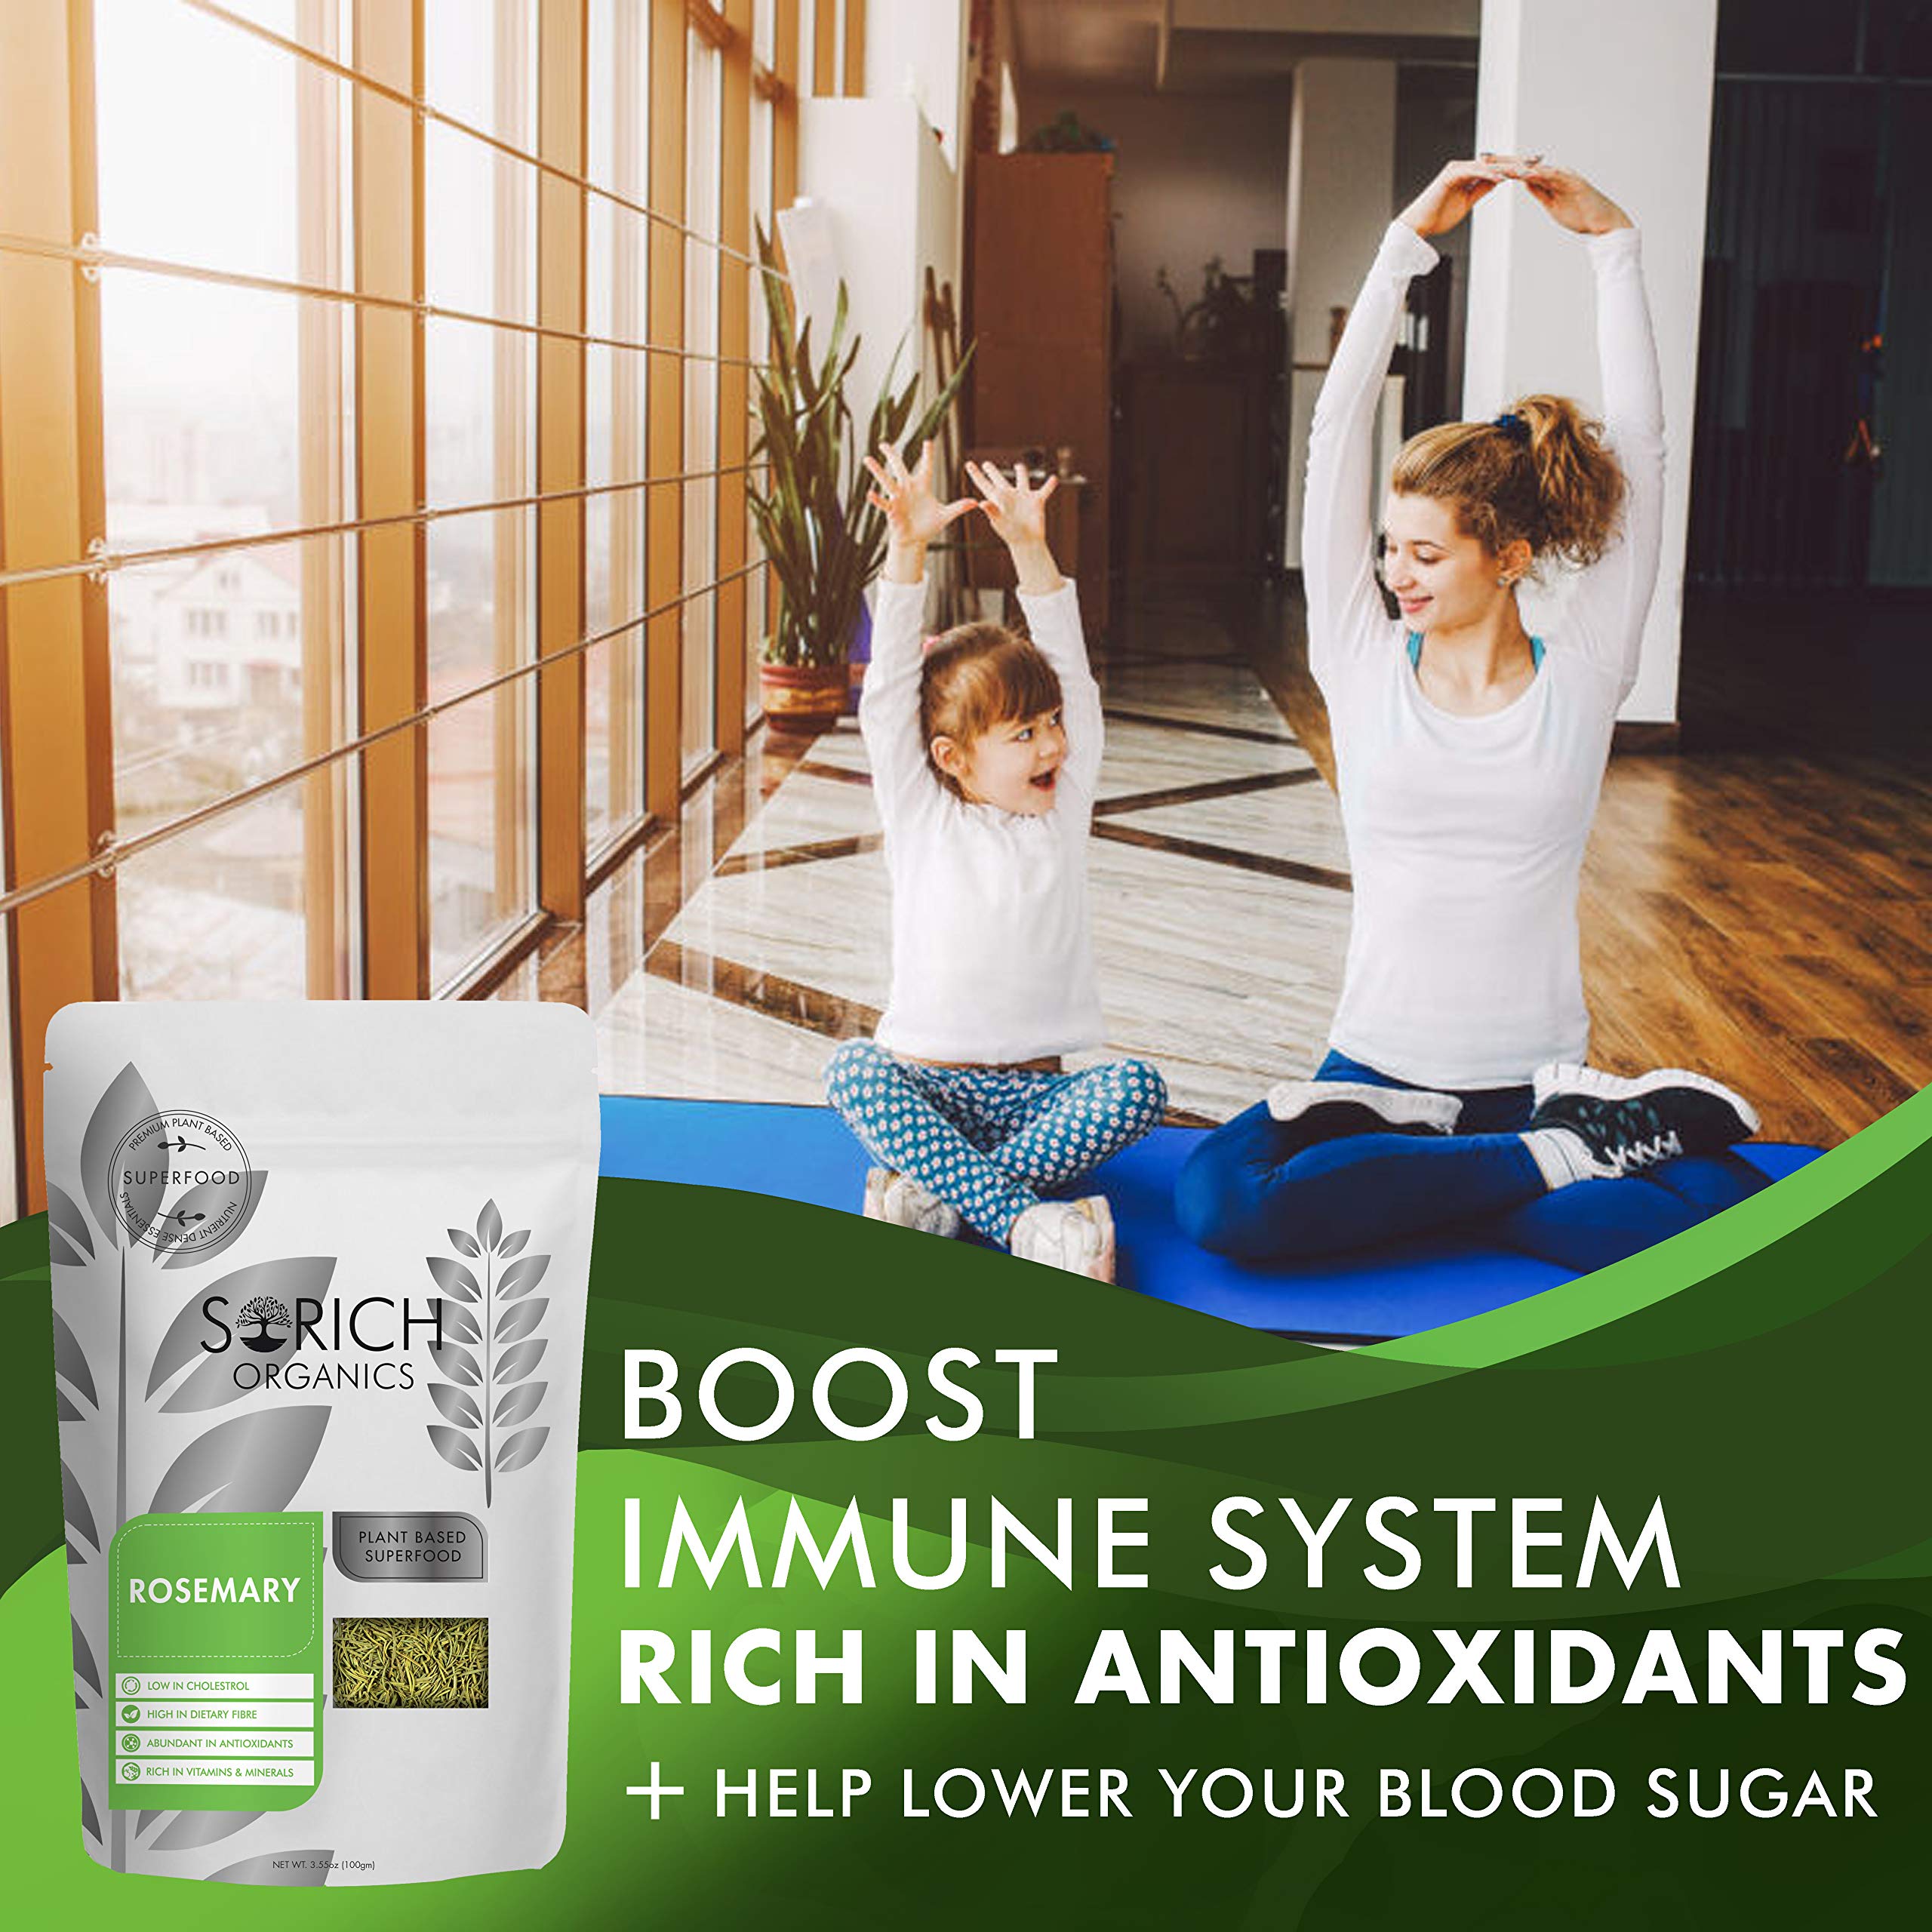 PREMIUM PLANT BASED
SUPERFOOD
NUTRIENT DENSE ESSENTIALS
SORICH
ORGANICS
PLANT BASED
SUPERFOOD
ROSEMARY
LOW IN CHOLESTROL
HIGH IN DIETARY FIBRE
ABUNDANT IN ANTIOXIDANTS
RICH IN VITAMINS & MINERALS
NET WT. 3.55oz (100gm)
BOOST
IMMUNE SYSTEM
RICH IN ANTIOXIDANTS
+ HELP LOWER YOUR BLOOD SUGAR